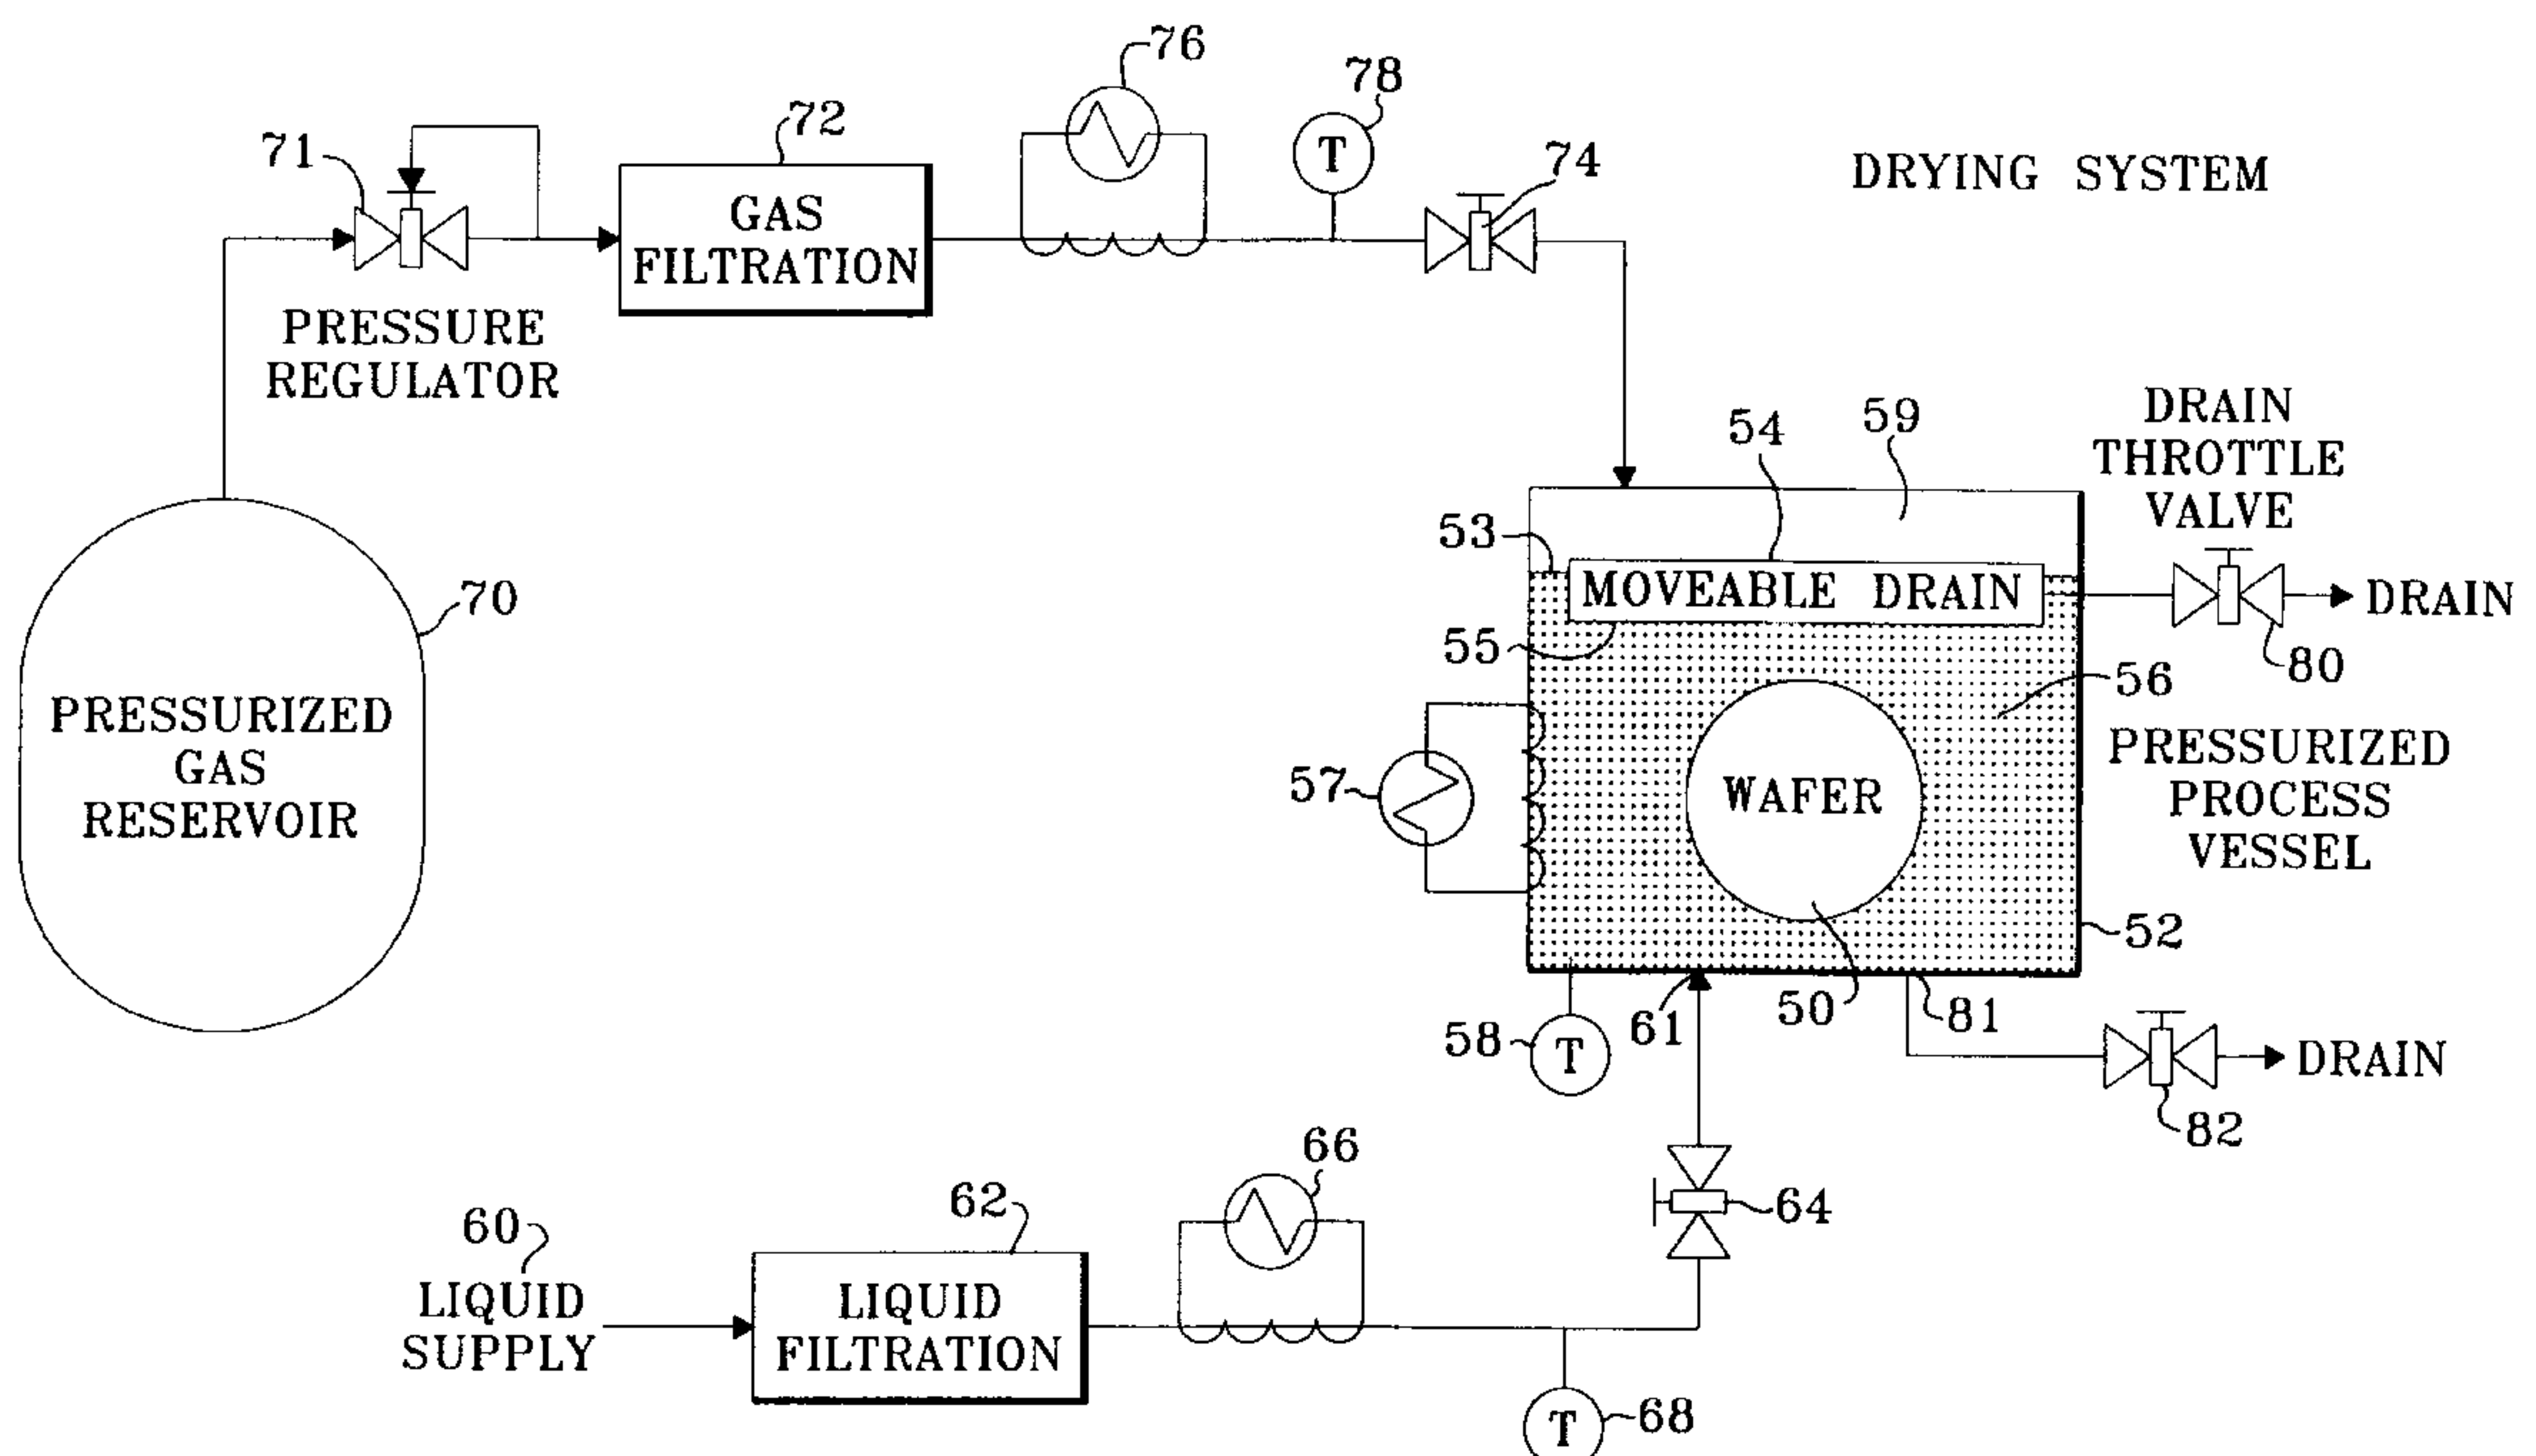 76
78
71
72
74
T
DRYING SYSTEM
GAS
FILTRATION
PRESSURE
REGULATOR
54
59
DRAIN
THROTTLE
VALVE
53
MOVEABLE DRAIN
DRAIN
70
55
80
56
PRESSURIZED
GAS
RESERVOIR
57
WAFER
PRESSURIZED
PROCESS
VESSEL
52
58
T
61
50
81
DRAIN
82
66
62
64
60
LIQUID
SUPPLY
LIQUID
FILTRATION
T
68